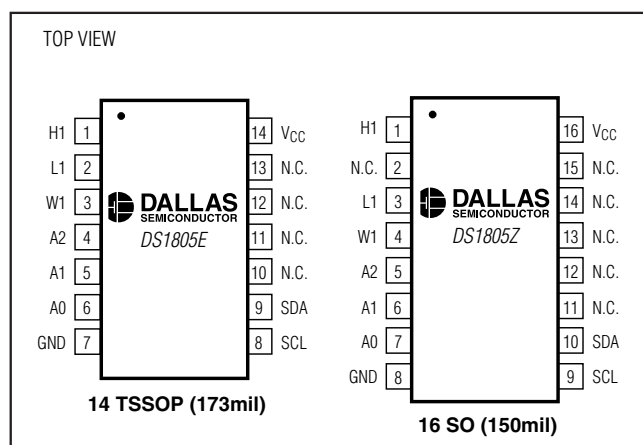 TOP VIEW
H1 1 14 VCC
L1 2 13 N.C.
W1 3 12 N.C.
A2 4 11 N.C.
A1 5 10 N.C.
A0 6 9 SDA
GND 7 8 SCL
DALLAS
SEMICONDUCTOR
DS1805E
14 TSSOP (173mil)
H1 1 16 VCC
N.C. 2 15 N.C.
L1 3 14 N.C.
W1 4 13 N.C.
A2 5 12 N.C.
A1 6 11 N.C.
A0 7 10 SDA
GND 8 9 SCL
DALLAS
SEMICONDUCTOR
DS1805Z
16 SO (150mil)